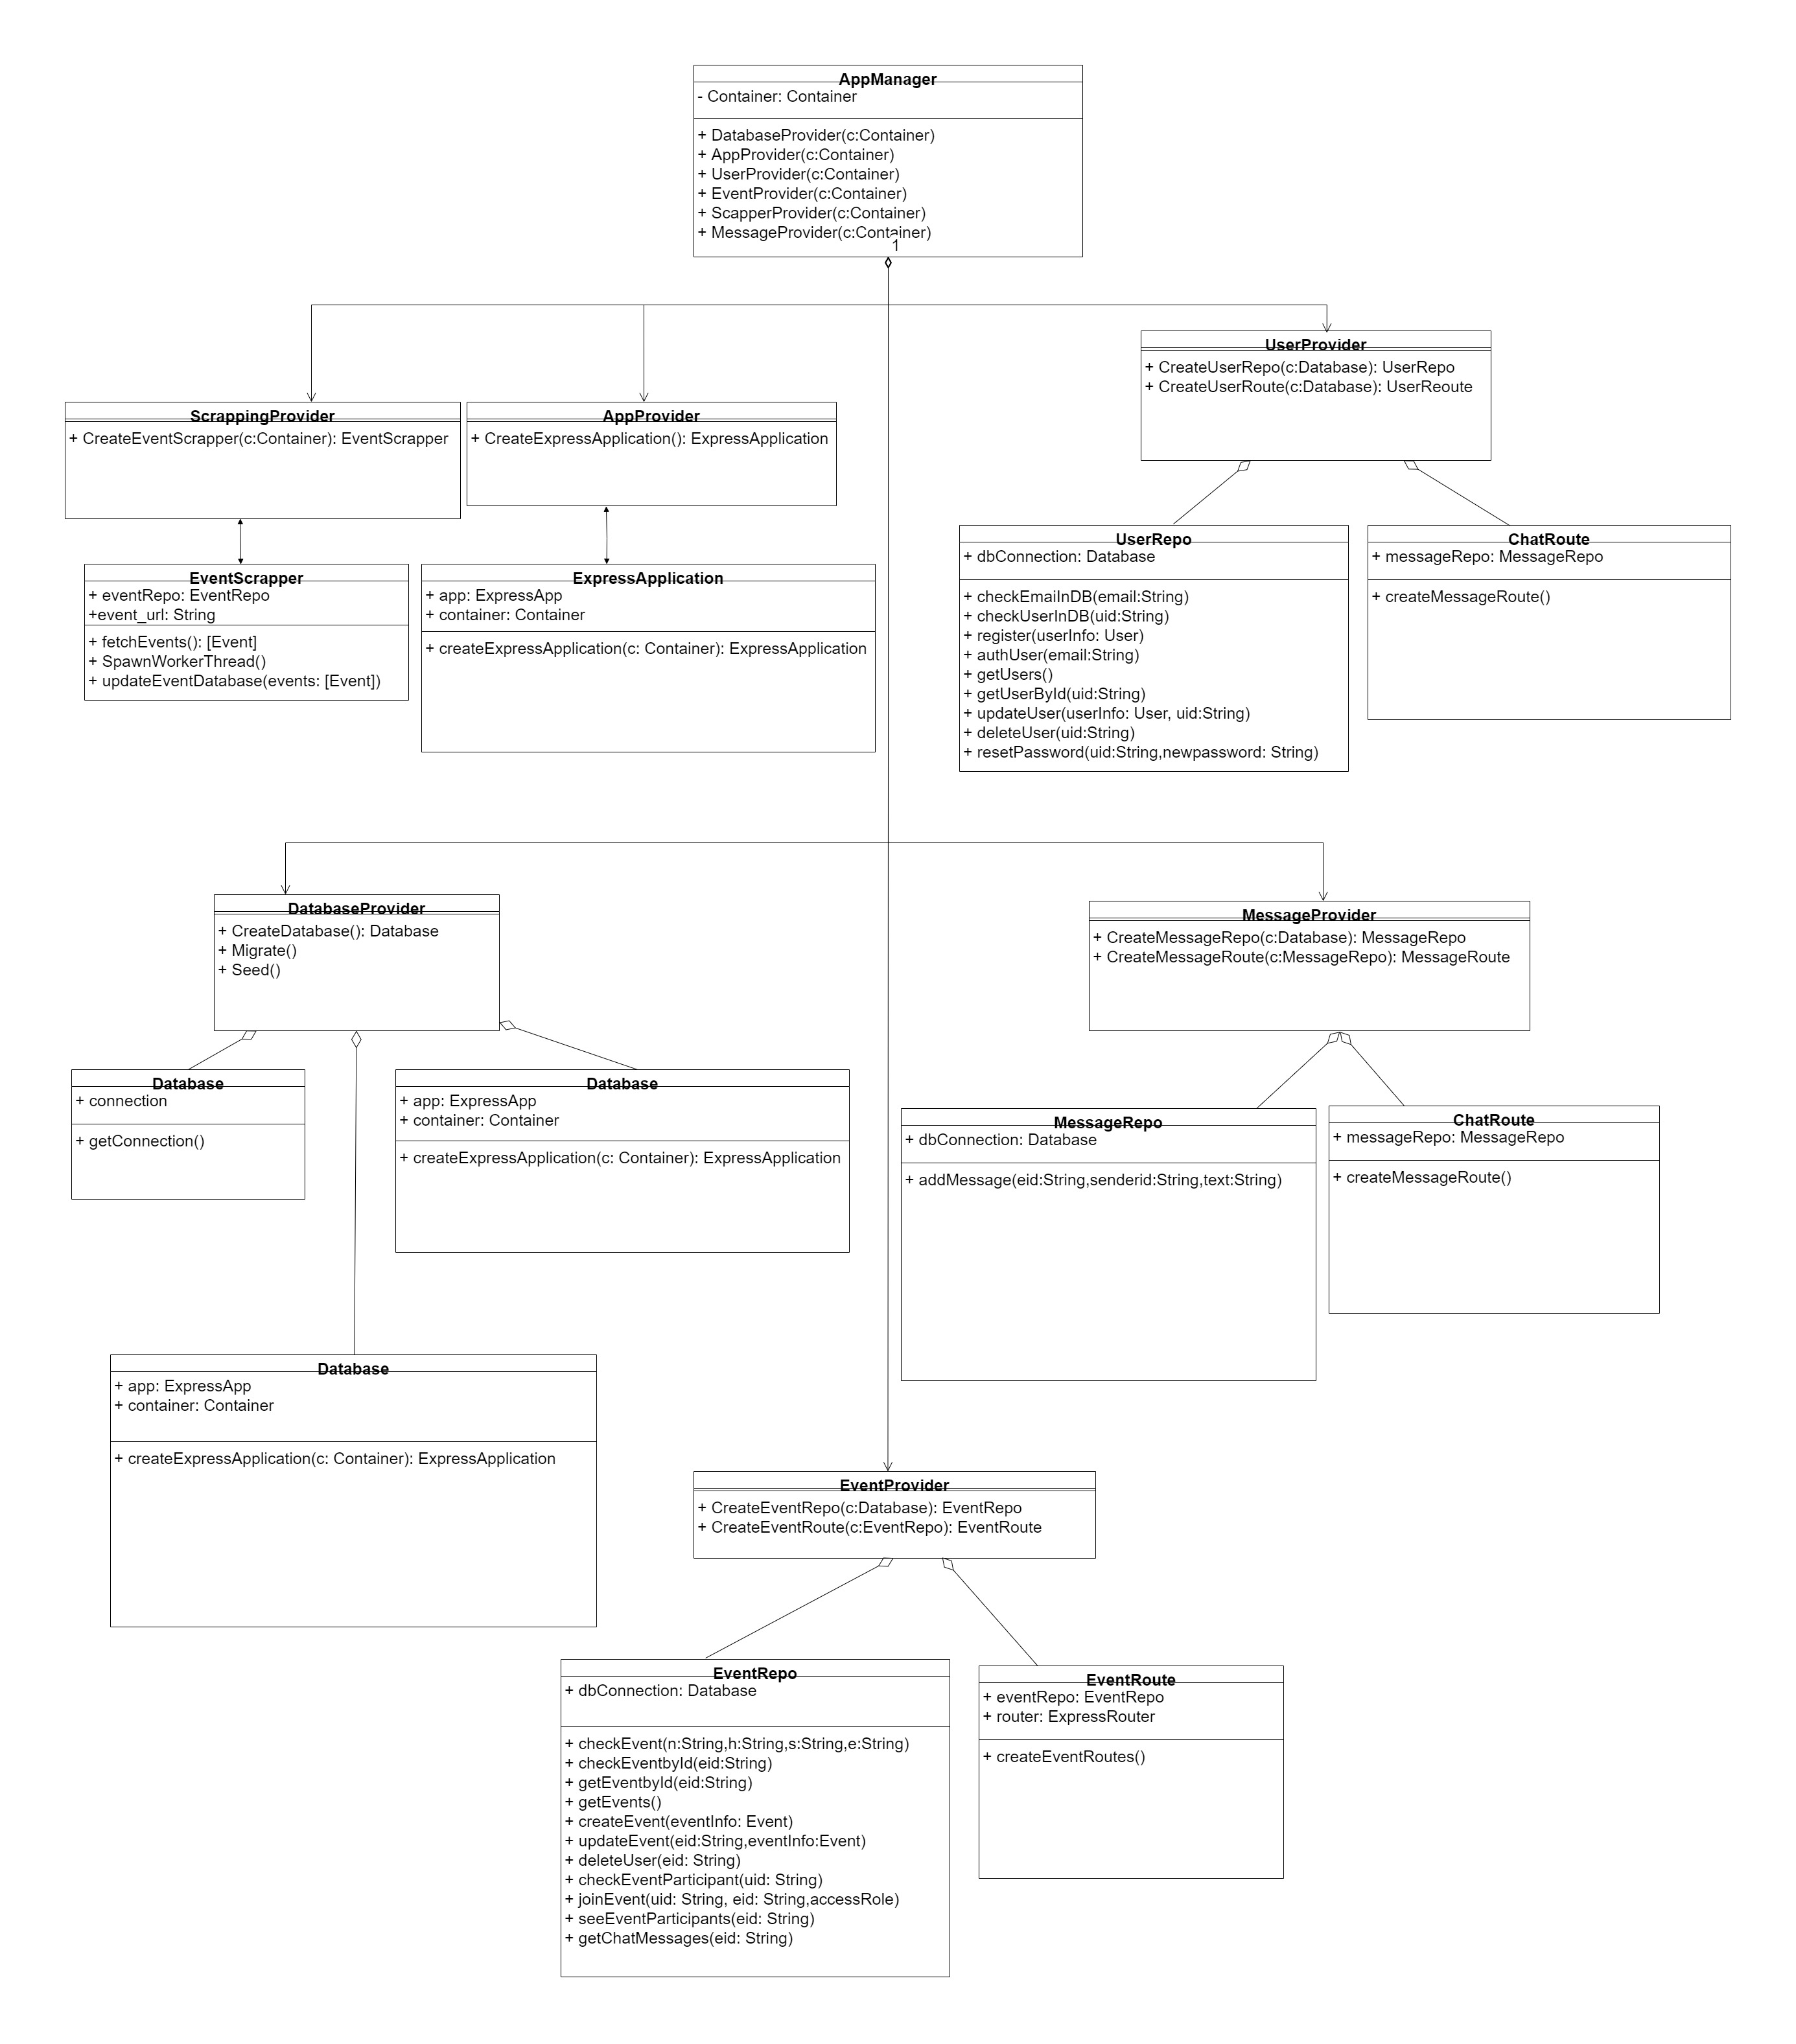 AppManager
- Container: Container
+ DatabaseProvider(c:Container)
+ AppProvider(c:Container)
+ UserProvider(c:Container)
+ EventProvider(c:Container)
+ ScapperProvider(c:Container)
+ MessageProvider(c:Container)
1
UserProvider
+ CreateUserRepo(c:Database): UserRepo
+ CreateUserRoute(c:Database): UserReoute
ScrappingProvider
+ CreateEventScrapper(c:Container): EventScrapper
AppProvider
+ CreateExpressApplication(): ExpressApplication
EventScrapper
+ eventRepo: EventRepo
+event_url: String
+ fetchEvents(): [Event]
+ SpawnWorkerThread()
+ updateEventDatabase(events: [Event])
ExpressApplication
+ app: ExpressApp
+ container: Container
+ createExpressApplication(c: Container): ExpressApplication
UserRepo
+ dbConnection: Database
+ checkEmaiInDB(email:String)
+ checkUserInDB(uid:String)
+ register(userInfo: User)
+ authUser(email:String)
+ getUsers()
+ getUserById(uid:String)
+ updateUser(userInfo: User, uid:String)
+ deleteUser(uid:String)
+ resetPassword(uid:String,newpassword: String)
ChatRoute
+ messageRepo: MessageRepo
+ createMessageRoute()
DatabaseProvider
+ CreateDatabase(): Database
+ Migrate()
+ Seed()
MessageProvider
+ CreateMessageRepo(c:Database): MessageRepo
+ CreateMessageRoute(c:MessageRepo): MessageRoute
Database
+ connection
+ getConnection()
Database
+ app: ExpressApp
+ container: Container
+ createExpressApplication(c: Container): ExpressApplication
MessageRepo
+ dbConnection: Database
+ addMessage(eid:String,senderid:String,text:String)
ChatRoute
+ messageRepo: MessageRepo
+ createMessageRoute()
Database
+ app: ExpressApp
+ container: Container
+ createExpressApplication(c: Container): ExpressApplication
EventProvider
+ CreateEventRepo(c:Database): EventRepo
+ CreateEventRoute(c:EventRepo): EventRoute
EventRepo
+ dbConnection: Database
+ checkEvent(n:String,h:String,s:String,e:String)
+ checkEventbyId(eid:String)
+ getEventbyId(eid:String)
+ getEvents()
+ createEvent(eventInfo: Event)
+ updateEvent(eid:String,eventInfo:Event)
+ deleteUser(eid: String)
+ checkEventParticipant(uid: String)
+ joinEvent(uid: String, eid: String,accessRole)
+ seeEventParticipants(eid: String)
+ getChatMessages(eid: String)
EventRoute
+ eventRepo: EventRepo
+ router: ExpressRouter
+ createEventRoutes()